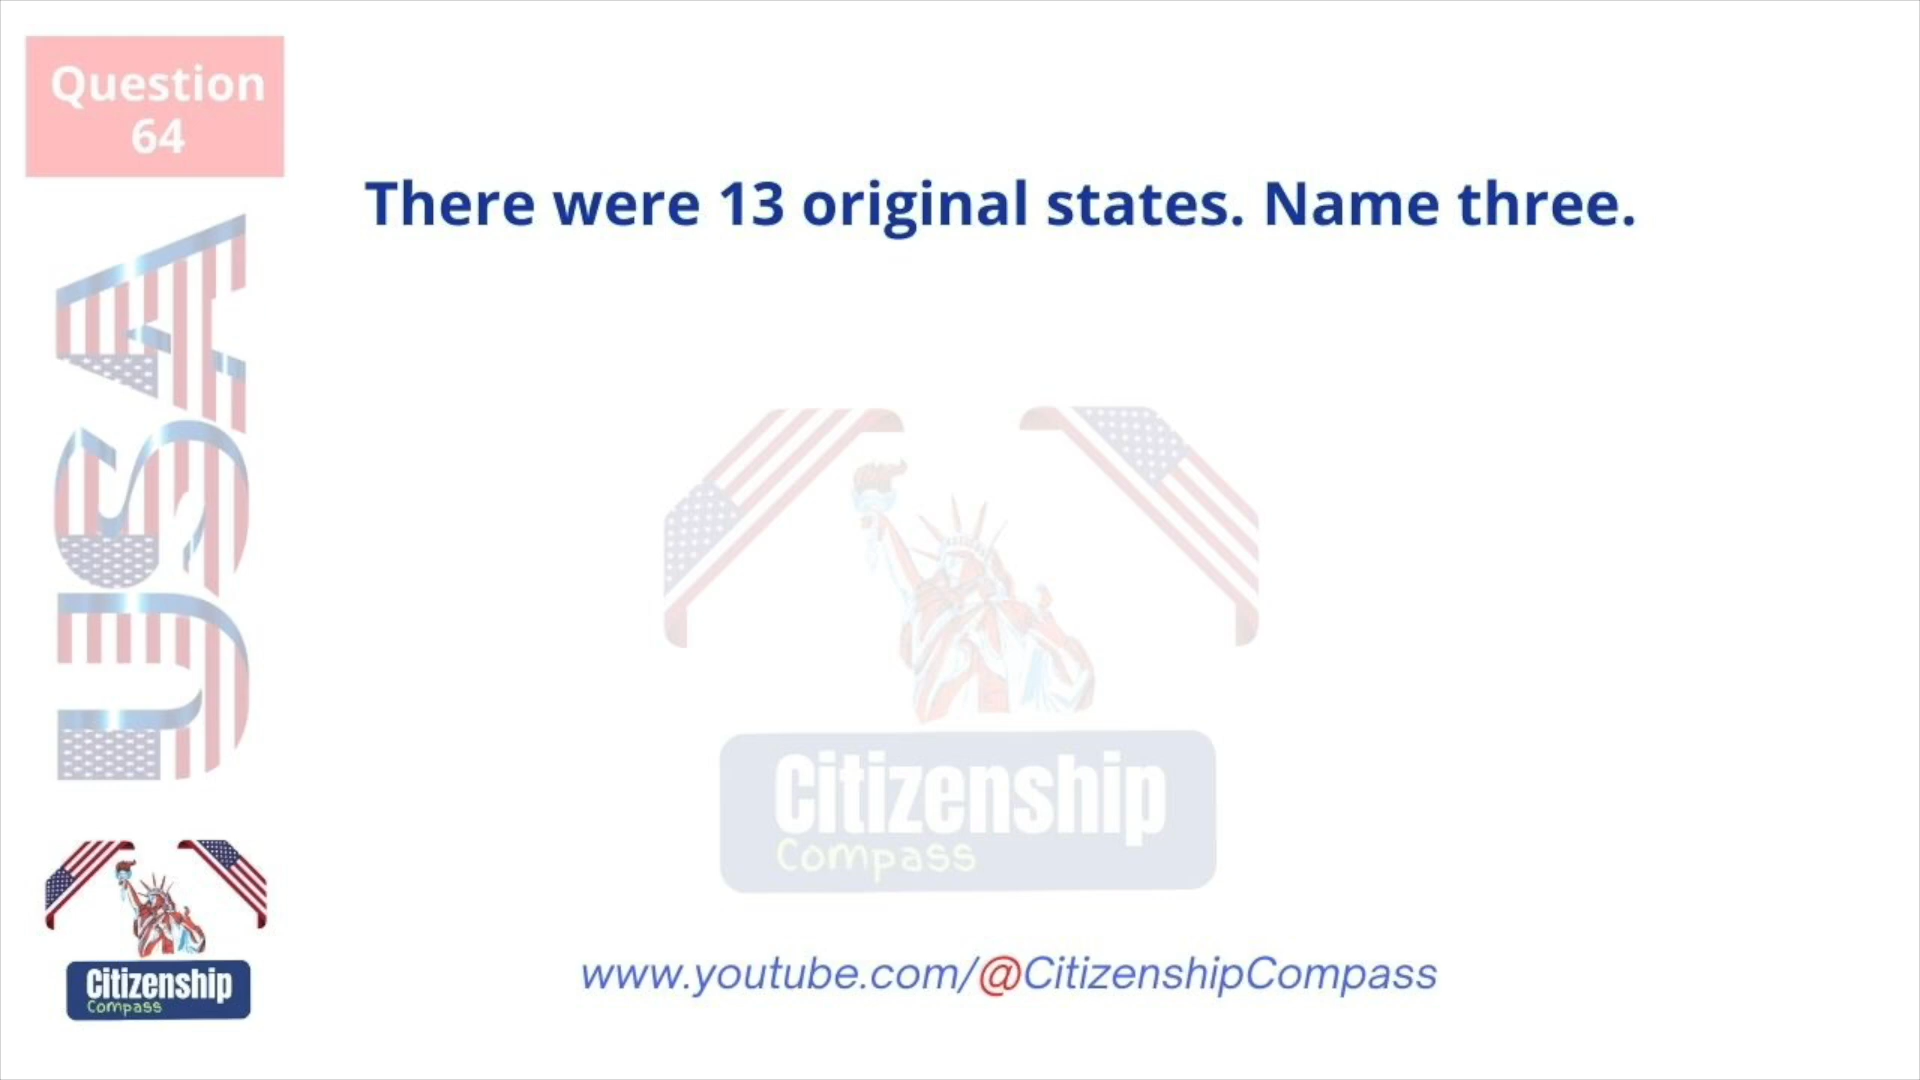 Question
64
There were 13 original states. Name three.
USA
Citizenship
Compass
Citizenship
Compass
www.youtube.com/@CitizenshipCompass